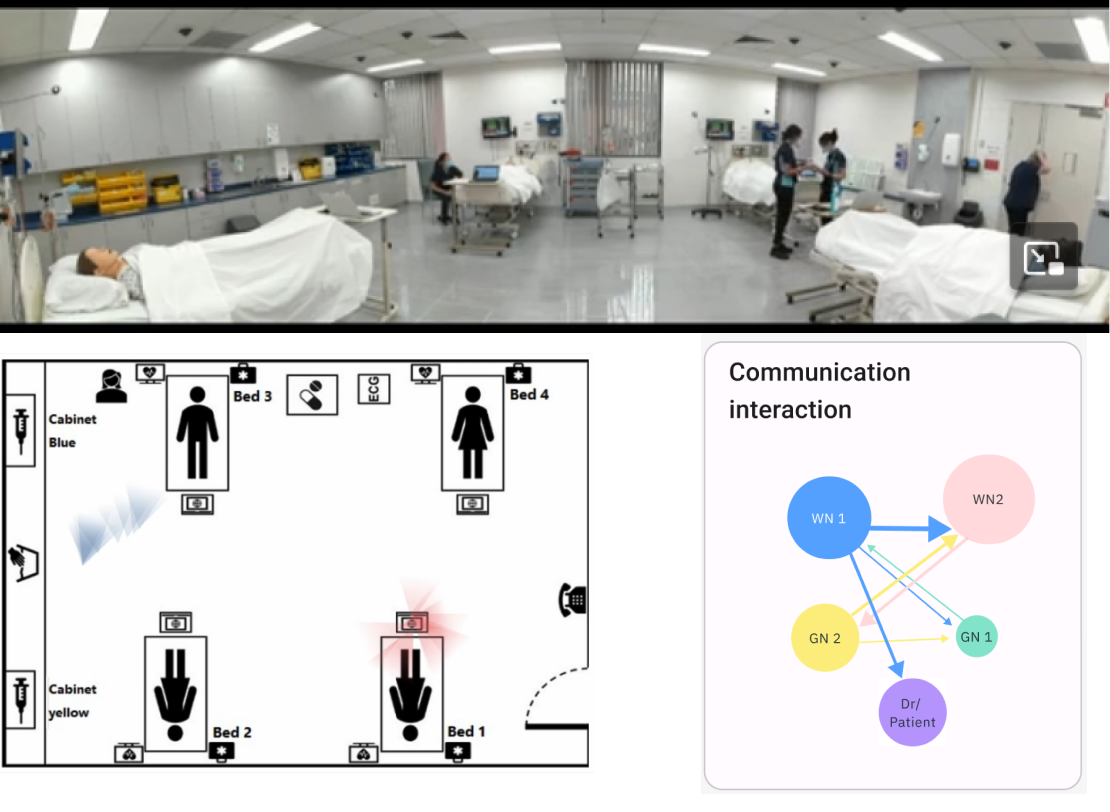 Cabinet
Blue
Bed 3
ECG
Bed 4
Cabinet
yellow
Bed 2
Bed 1
Communication
interaction
WN 1
WN2
GN 2
GN 1
Dr/
Patient